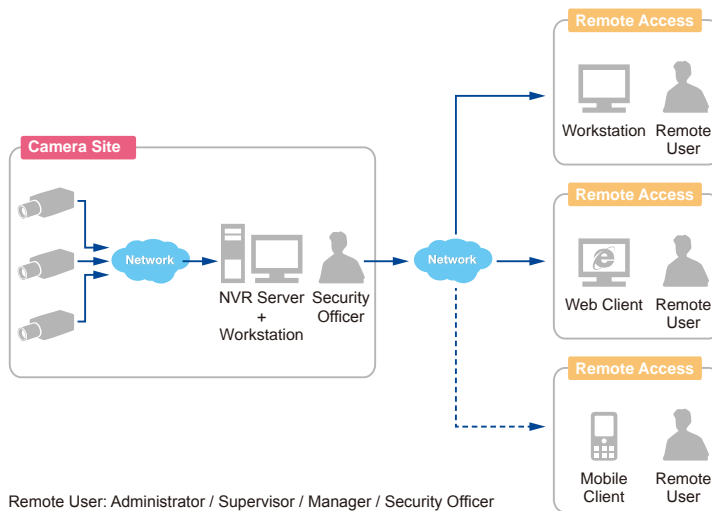 Camera Site
Network
NVR Server
+
Workstation
Security
Officer
Network
Remote Access
Workstation
Remote
User
Remote Access
Web Client
Remote
User
Remote Access
Mobile
Client
Remote
User
Remote User: Administrator / Supervisor / Manager / Security Officer